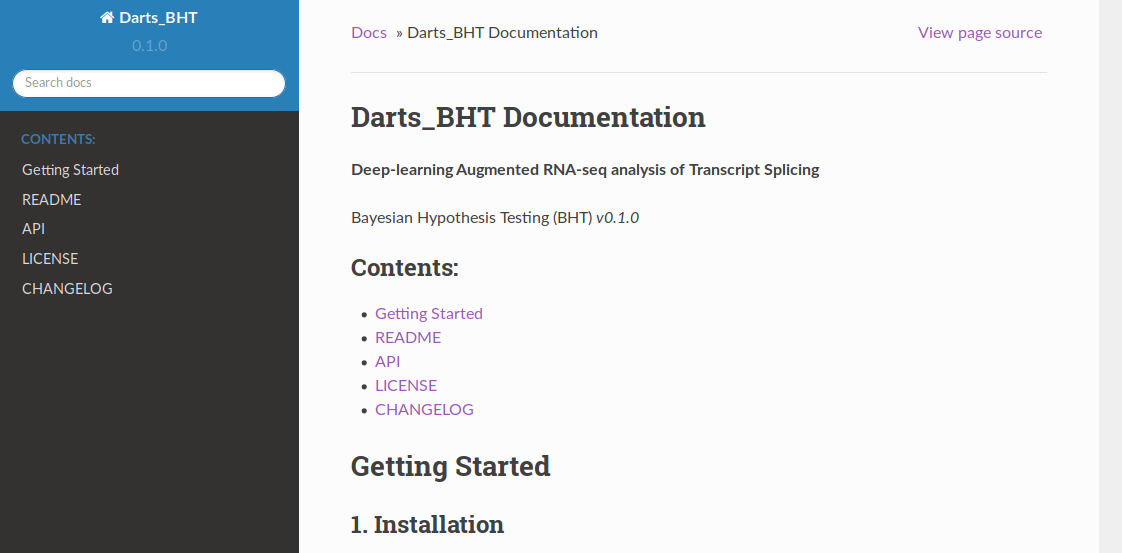 Darts_BHT
0.1.0
Search docs
CONTENTS:
Getting Started
README
API
LICENSE
CHANGELOG
Docs » Darts_BHT Documentation
View page source
Darts_BHT Documentation
Deep-learning Augmented RNA-seq analysis of Transcript Splicing
Bayesian Hypothesis Testing (BHT) v0.1.0
Contents:
Getting Started
README
API
LICENSE
CHANGELOG
Getting Started
1. Installation